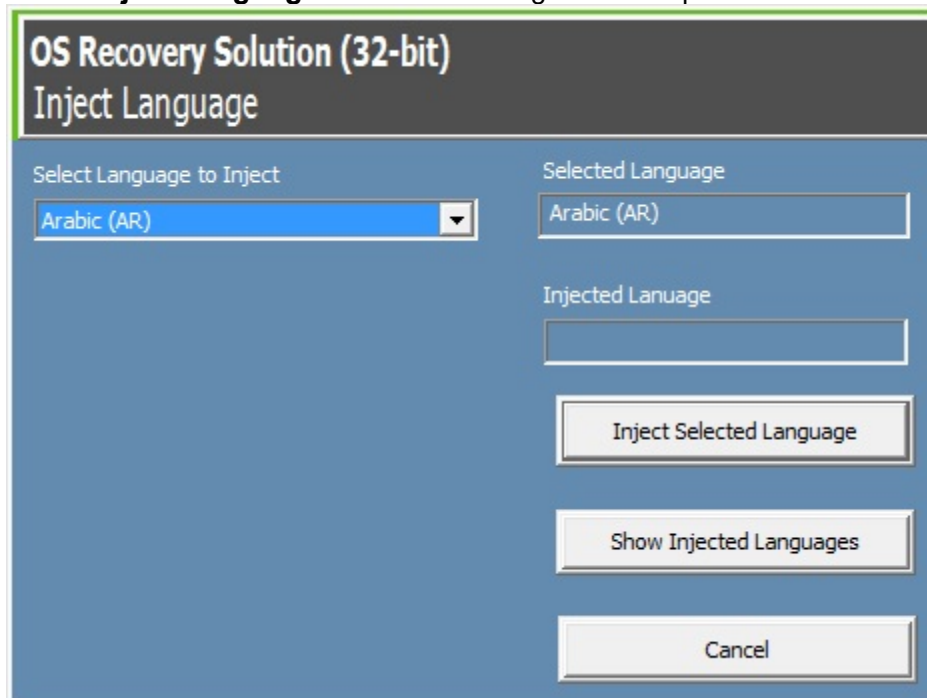 OS Recovery Solution (32-bit)
Inject Language
Select Language to Inject
Arabic (AR)
Selected Language
Arabic (AR)
Injected Lanuage
Inject Selected Language
Show Injected Languages
Cancel